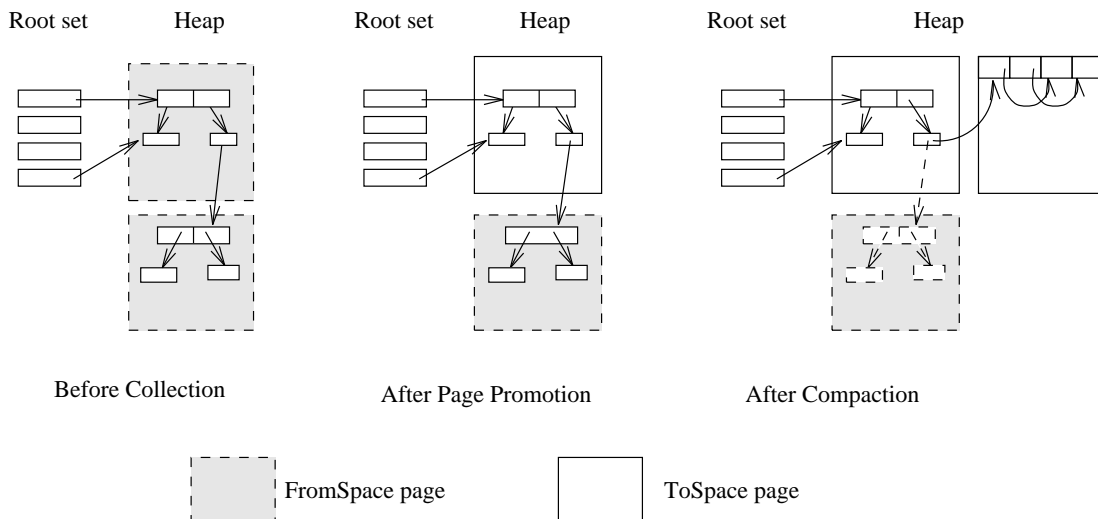 Root set Heap Root set Heap Root set Heap
Before Collection After Page Promotion After Compaction
FromSpace page ToSpace page